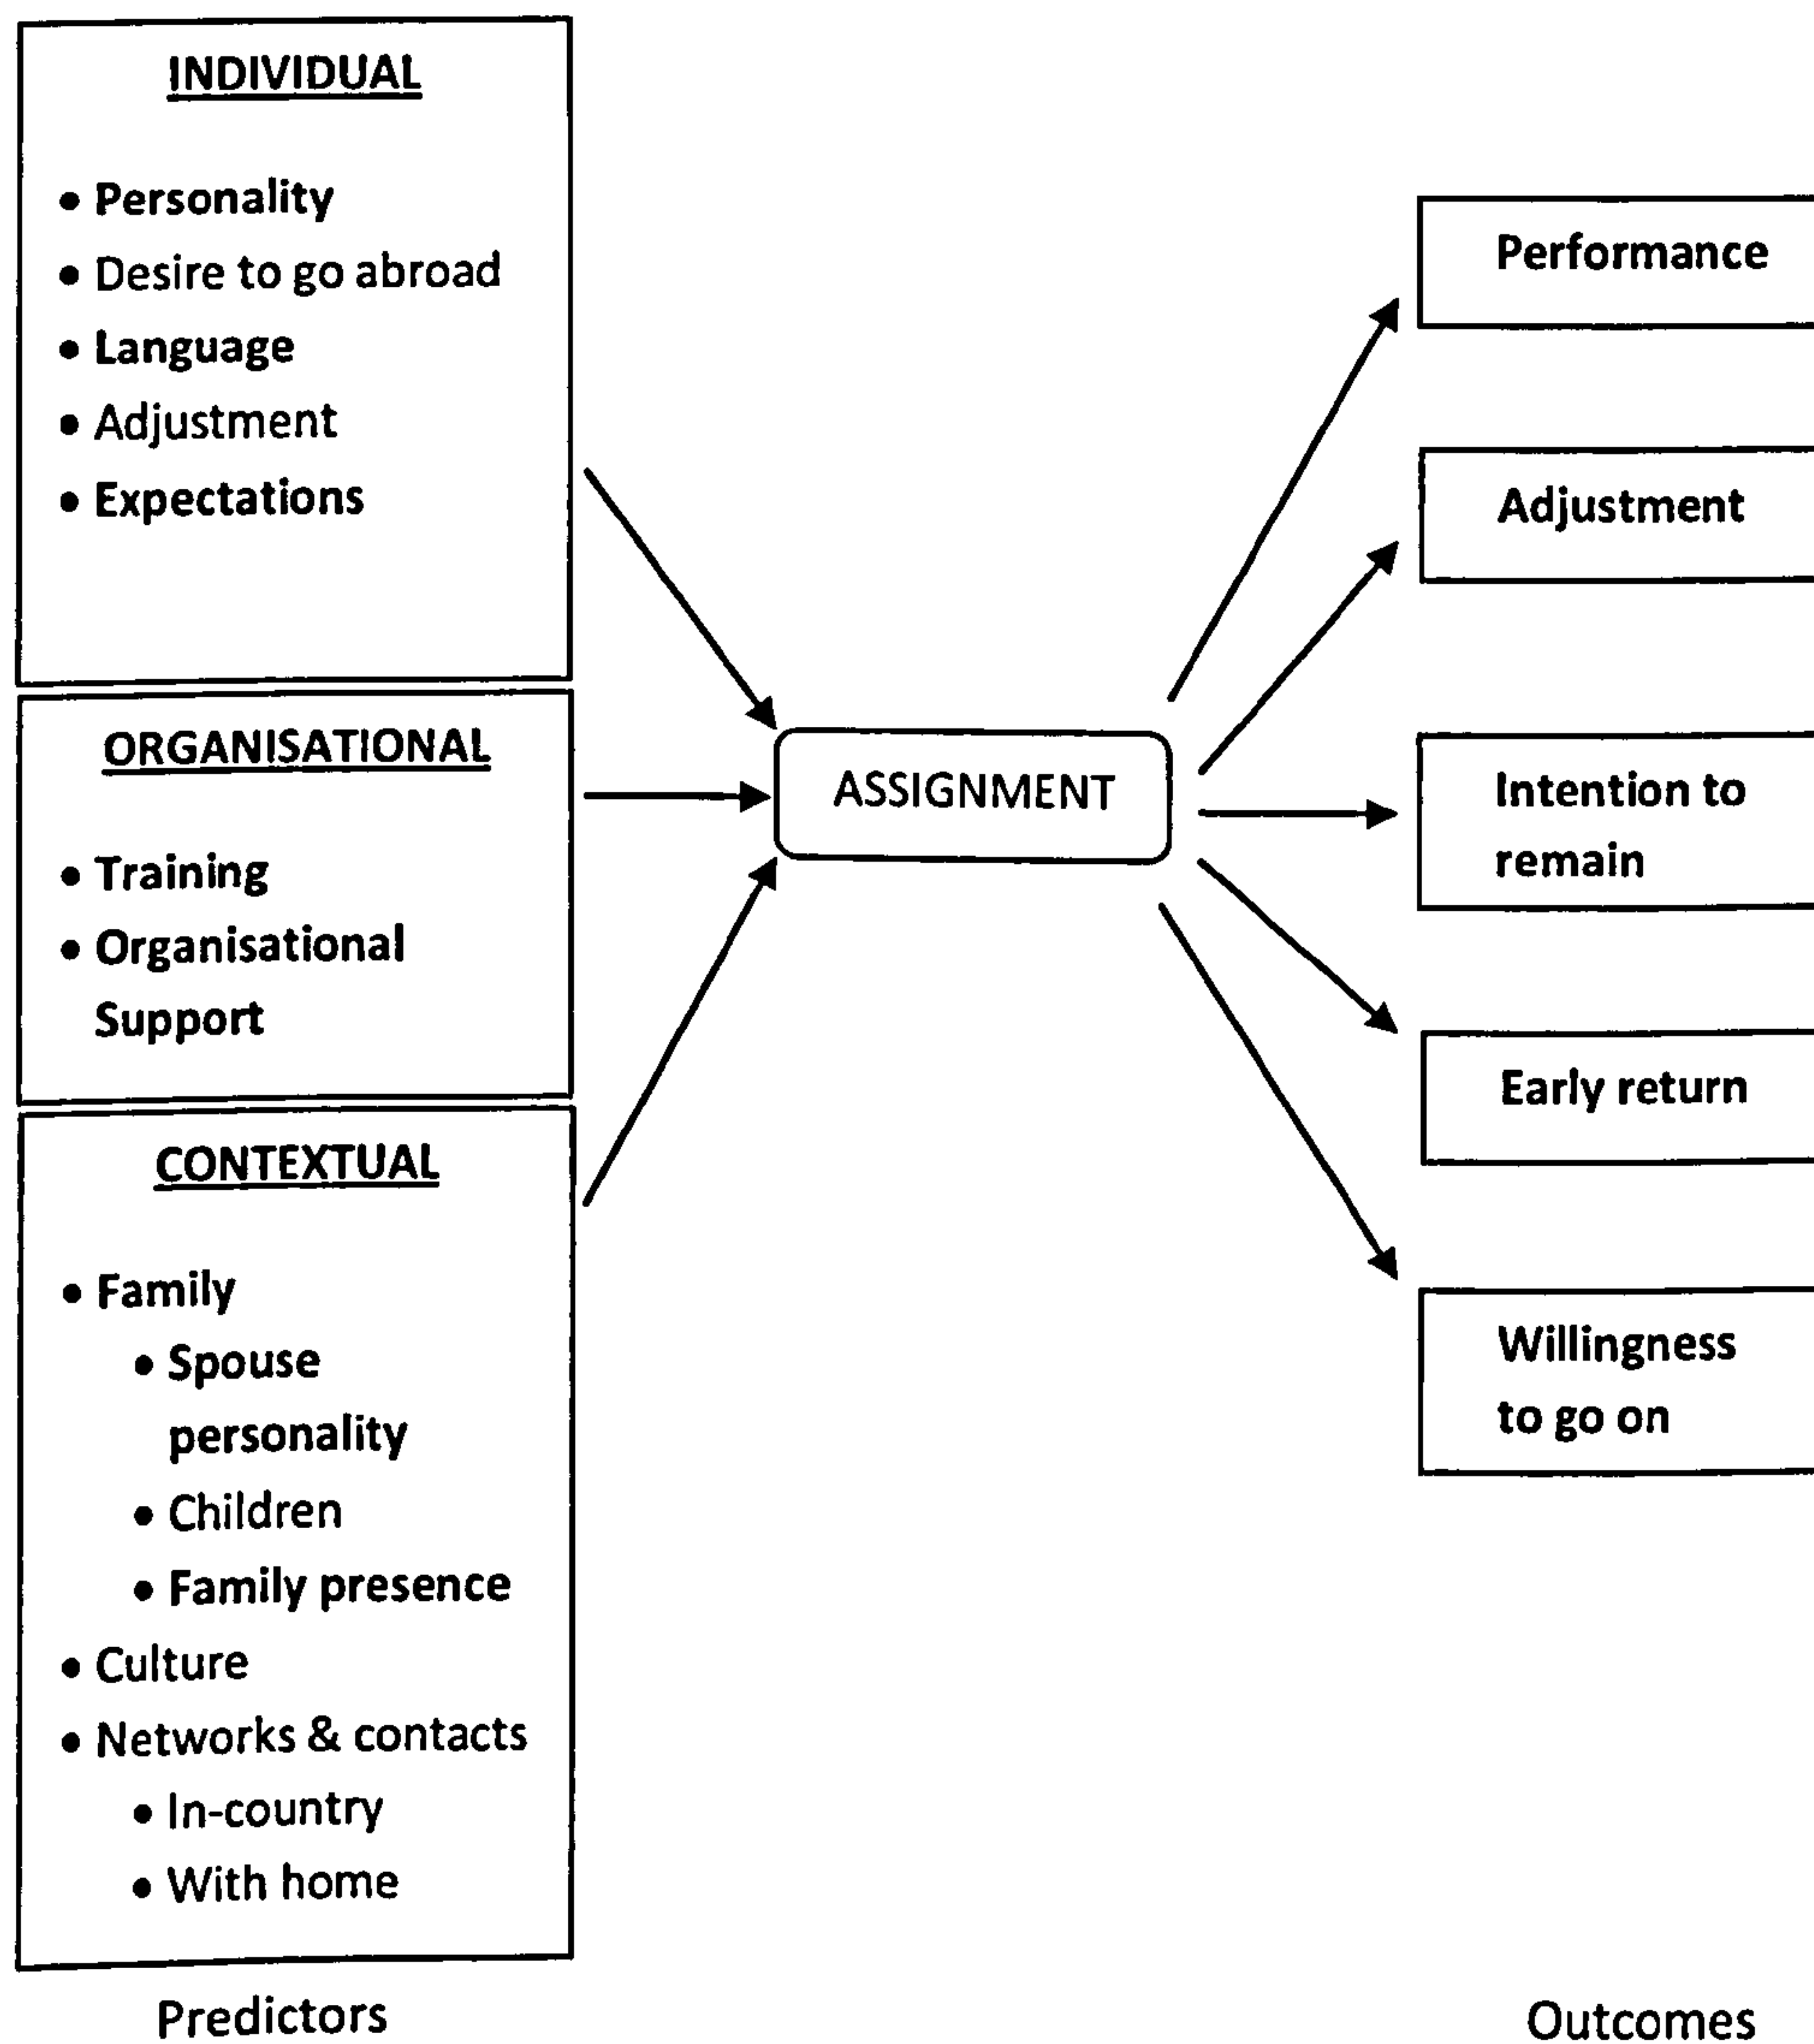 INDIVIDUAL
• Personality
• Desire to go abroad
• Language
• Adjustment
• Expectations
ORGANISATIONAL
• Training
• Organisational
Support
CONTEXTUAL
• Family
• Spouse
personality
• Children
• Family presence
• Culture
• Networks & contacts
• In-country
• With home
Predictors
ASSIGNMENT
Performance
Adjustment
Intention to
remain
Early return
Willingness
to go on
Outcomes